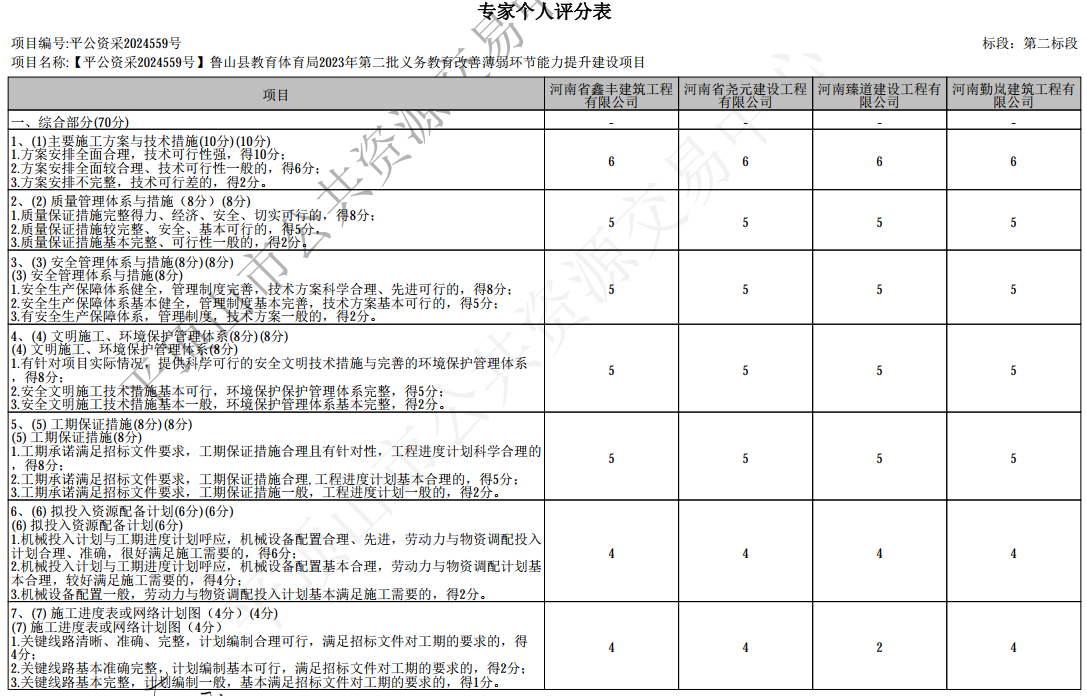 专家个人评分表
项目编号:平公资采2024559号
标段：第二标段
项目名称:【平公资采2024559号】鲁山县教育体育局2023年第二批义务教育改善薄弱环节能力提升建设项目
项目
河南省鑫丰建筑工程有限公司
河南省尧元建设工程有限公司
河南臻道建设工程有限公司
河南勤岚建筑工程有限公司
一、综合部分(70分)
- - - -
1、(1)主要施工方案与技术措施(10分)(10分)
1.方案安排全面合理，技术可行性强，得10分；
2.方案安排全面较合理、技术可行性一般的，得6分；
3.方案安排不完整，技术可行差的，得2分。
6 6 6 6
2、(2) 质量管理体系与措施（8分）(8分)
1.质量保证措施完整得力、经济、安全、切实可行的，得8分；
2.质量保证措施较完整、安全、基本可行的，得5分，
3.质量保证措施基本完整、可行性一般的，得2分。
5 5 5 5
3、(3) 安全管理体系与措施(8分)(8分)
(3) 安全管理体系与措施(8分)
1.安全生产保障体系健全，管理制度完善，技术方案科学合理、先进可行的，得8分；
2.安全生产保障体系基本健全，管理制度基本完善，技术方案基本可行的，得5分；
3.有安全生产保障体系，管理制度、技术方案一般的，得2分。
5 5 5 5
4、(4) 文明施工、环境保护管理体系(8分)(8分)
(4) 文明施工、环境保护管理体系(8分)
1.有针对项目实际情况，提供科学可行的安全文明技术措施与完善的环境保护管理体系
，得8分；
2.安全文明施工技术措施基本可行，环境保护保护管理体系完整，得5分；
3.安全文明施工技术措施基本一般，环境保护管理体系基本完整，得2分。
5 5 5 5
5、(5) 工期保证措施(8分)(8分)
(5) 工期保证措施(8分)
1.工期承诺满足招标文件要求，工期保证措施合理且有针对性，工程进度计划科学合理的
，得8分；
2.工期承诺满足招标文件要求，工期保证措施合理,工程进度计划基本合理的，得5分；
3.工期承诺满足招标文件要求，工期保证措施一般，工程进度计划一般的，得2分。
5 5 5 5
6、(6) 拟投入资源配备计划(6分)(6分)
(6) 拟投入资源配备计划(6分)
1.机械投入计划与工期进度计划呼应，机械设备配置合理、先进，劳动力与物资调配投入
计划合理、准确，很好满足施工需要的，得6分；
2.机械投入计划与工期进度计划呼应，机械设备配置基本合理，劳动力与物资调配计划基
本合理，较好满足施工需要的，得4分；
3.机械设备配置一般，劳动力与物资调配投入计划基本满足施工需要的，得2分。
4 4 4 4
7、(7) 施工进度表或网络计划图（4分）(4分)
(7) 施工进度表或网络计划图（4分）
1.关键线路清晰、准确、完整，计划编制合理可行，满足招标文件对工期的要求的，得
4分；
2.关键线路基本准确完整，计划编制基本可行，满足招标文件对工期的要求的，得2分；
3.关键线路基本完整，计划编制一般，基本满足招标文件对工期的要求的，得1分。
4 4 2 4
平顶山市公共资源交易中心
平顶山市公共资源交易中心